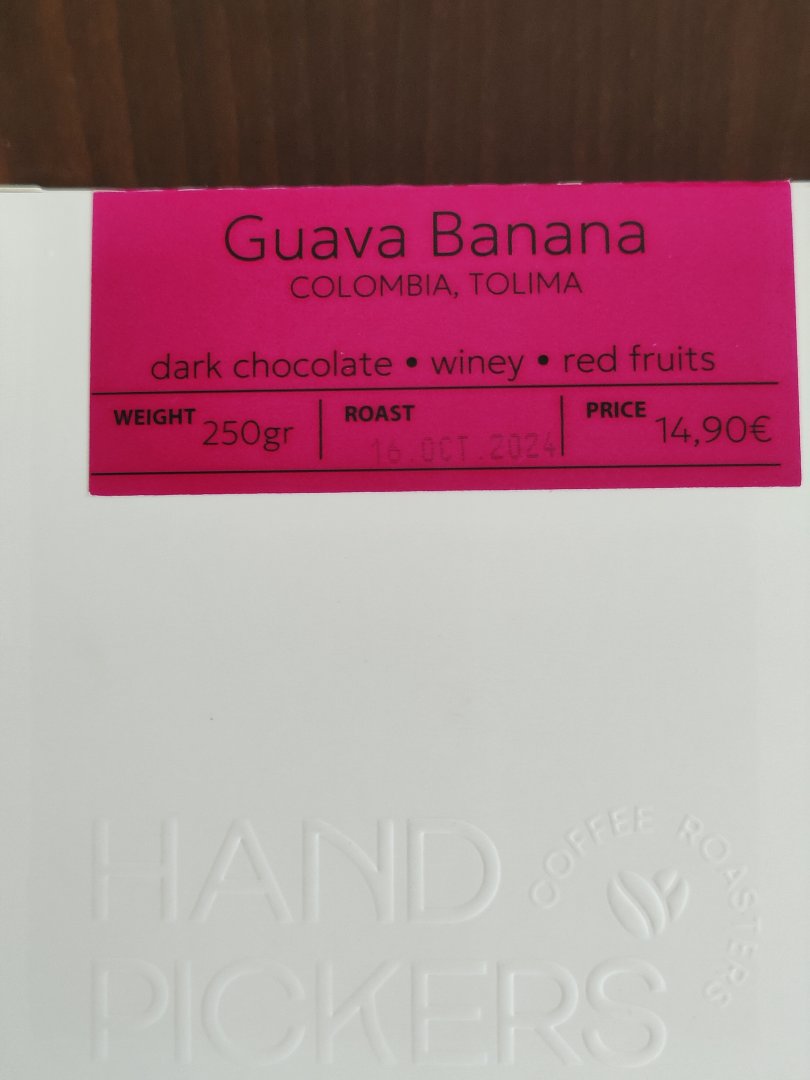 Guava Banana
COLOMBIA, TOLIMA
dark chocolate • winey • red fruits
WEIGHT 250gr ROAST 16.OCT.2024 PRICE 14,90€
HAND
PICKERS
COFFEE ROASTERS